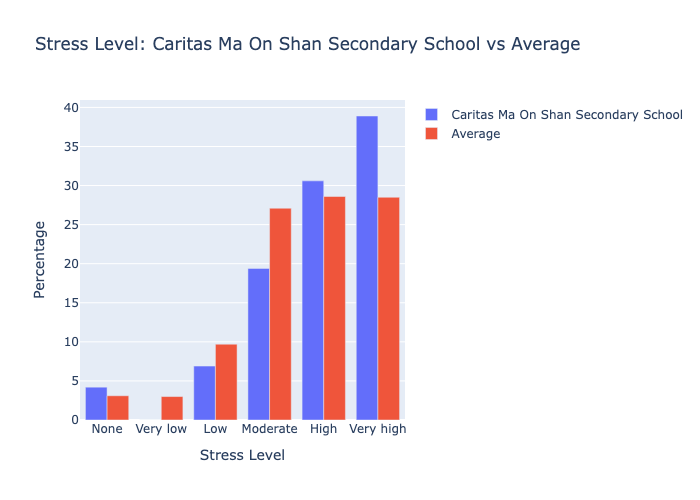 Stress Level: Caritas Ma On Shan Secondary School vs Average
Caritas Ma On Shan Secondary School
Average
Percentage
40
35
30
25
20
15
10
5
0
None Very low Low Moderate High Very high
Stress Level